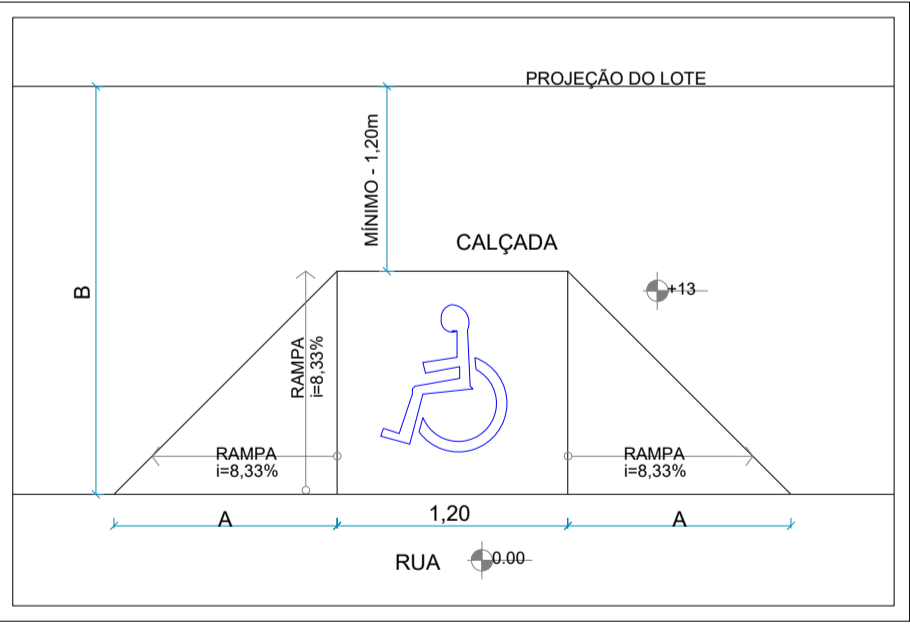 PROJEÇÃO DO LOTE
MÍNIMO - 1,20m
CALÇADA
B
+13
RAMPA
i=8,33%
RAMPA
i=8,33%
RAMPA
i=8,33%
A
1,20
A
RUA
0.00